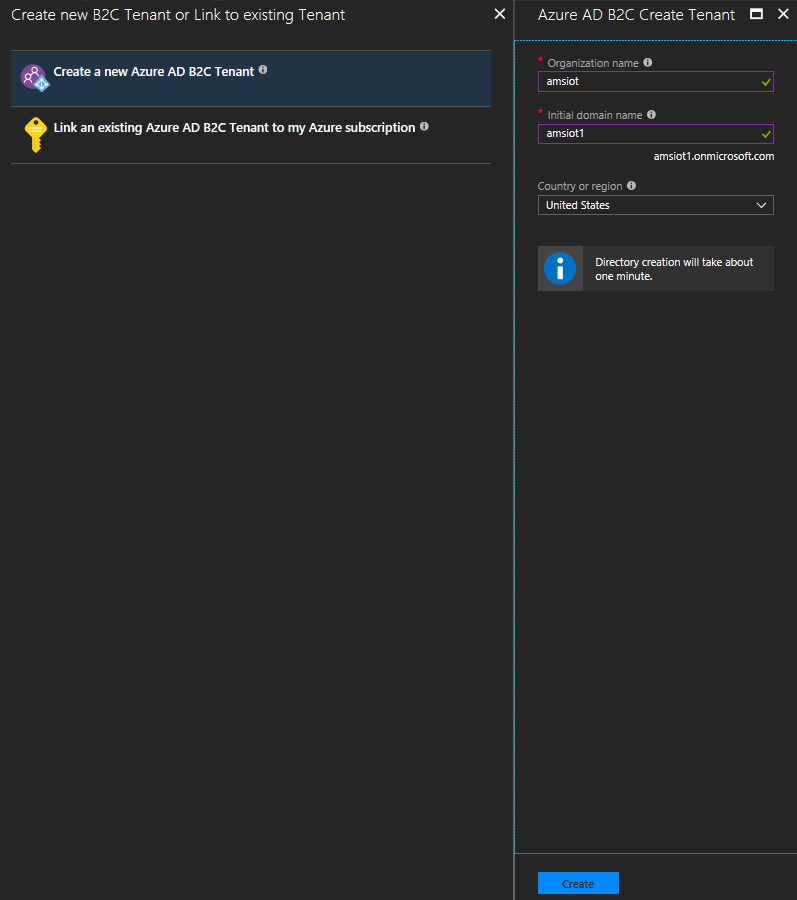 Create new B2C Tenant or Link to existing Tenant
Create a new Azure AD B2C Tenant
Link an existing Azure AD B2C Tenant to my Azure subscription
Azure AD B2C Create Tenant
* Organization name
amsiot
* Initial domain name
amsiot1
amsiot1.onmicrosoft.com
Country or region
United States
Directory creation will take about
one minute.
Create